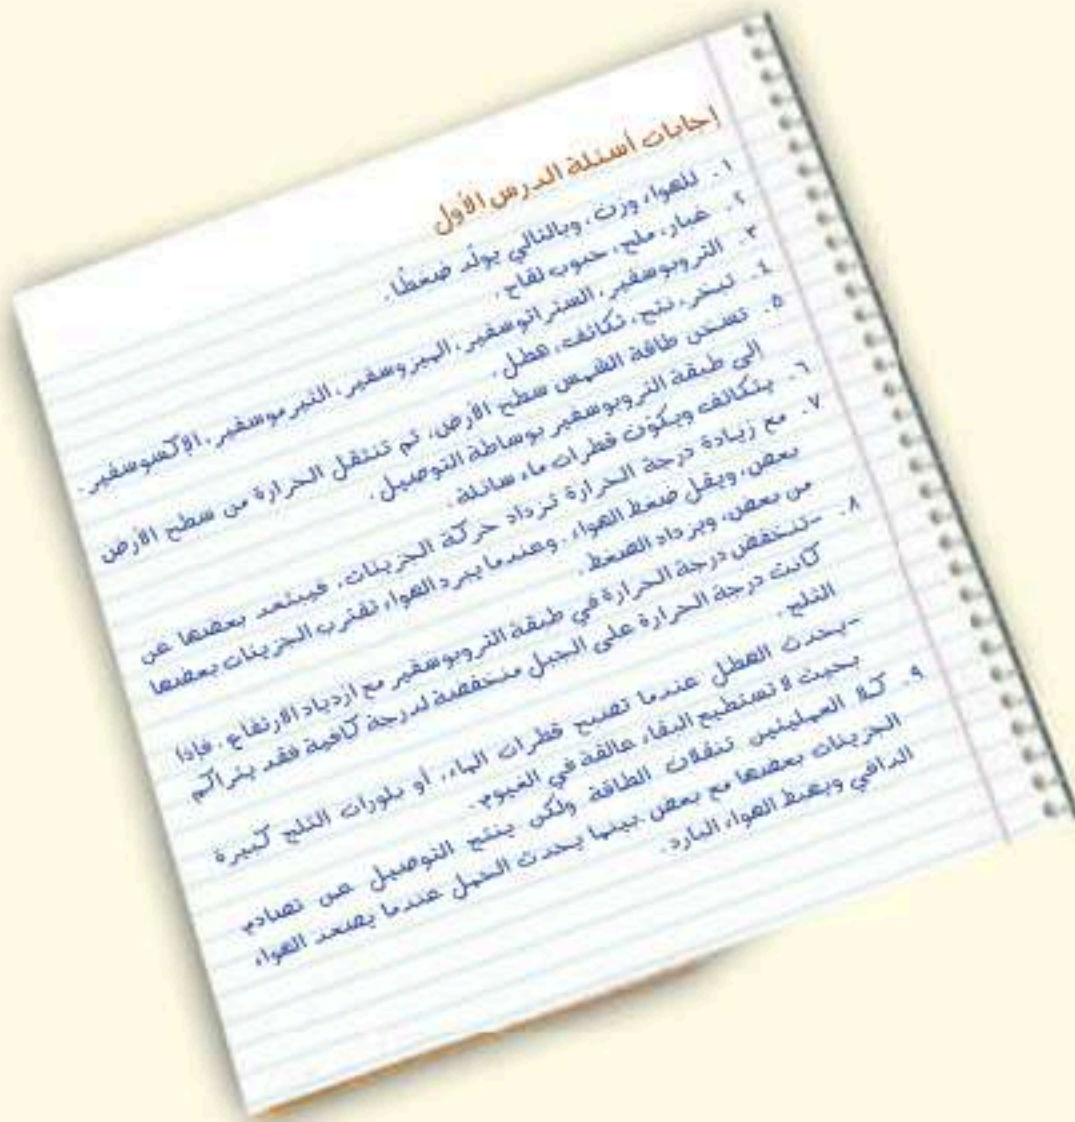 إجابات أسئلة الدرس الأول
١. للهواء وزن، وبالتالي يولّد ضغطًا.
٢. غبار، ملح، حبوب لقاح.
٣. التروبوسفير، الستراتوسفير، الميزوسفير، الثيرموسفير، الإكسوسفير.
٤. تبخر، نتح، تكاثف، هطل.
٥. تسخن طاقة الشمس سطح الأرض، ثم تنتقل الحرارة من سطح الأرض
إلى طبقة التروبوسفير بوساطة التوصيل.
٦. يتكاثف ويكون قطرات ماء سائلة.
٧. مع زيادة درجة الحرارة تزداد حركة الجزيئات، فيبتعد بعضها عن
بعض، ويقل ضغط الهواء. وعندما يبرد الهواء تقترب الجزيئات بعضها
من بعض، ويزداد الضغط.
٨. -تنخفض درجة الحرارة في طبقة التروبوسفير مع ازدياد الارتفاع. فإذا
كانت درجة الحرارة على الجبل منخفضة لدرجة كافية فقد يتراكم
الثلج.
-يحدث الهطل عندما تصبح قطرات الماء، أو بلورات الثلج كبيرة
بحيث لا تستطيع البقاء عالقة في الغيوم.
٩. كلا العمليتين تنقلان الطاقة ولكن ينتج التوصيل عن تصادم
الجزيئات بعضها مع بعض بينما يحدث الحمل عندما يصعد الهواء
الدافئ ويهبط الهواء البارد.